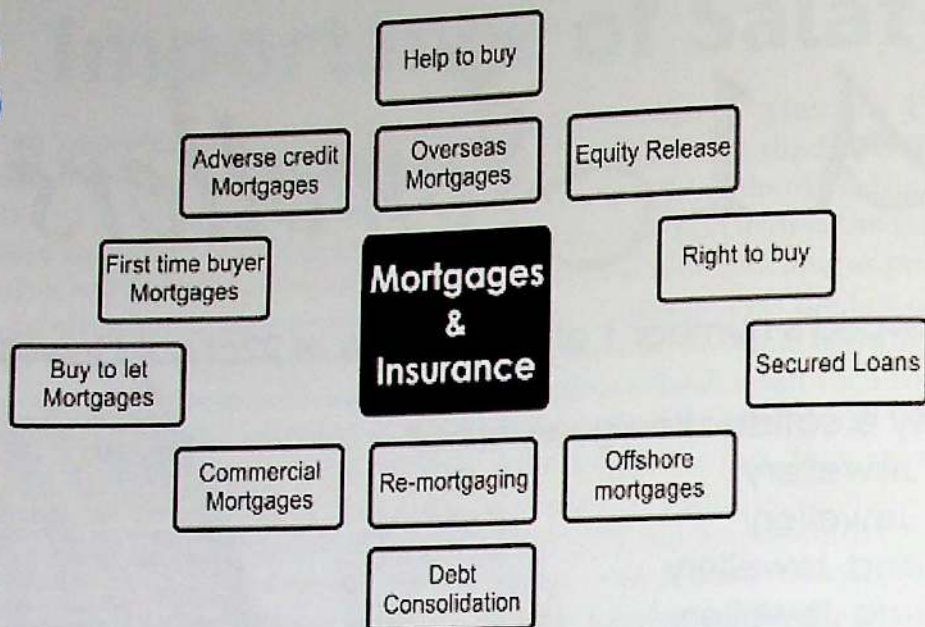 Help to buy
Adverse credit
Mortgages
Overseas
Mortgages
Equity Release
First time buyer
Mortgages
Mortgages
&
Insurance
Right to buy
Buy to let
Mortgages
Secured Loans
Commercial
Mortgages
Re-mortgaging
Offshore
mortgages
Debt
Consolidation